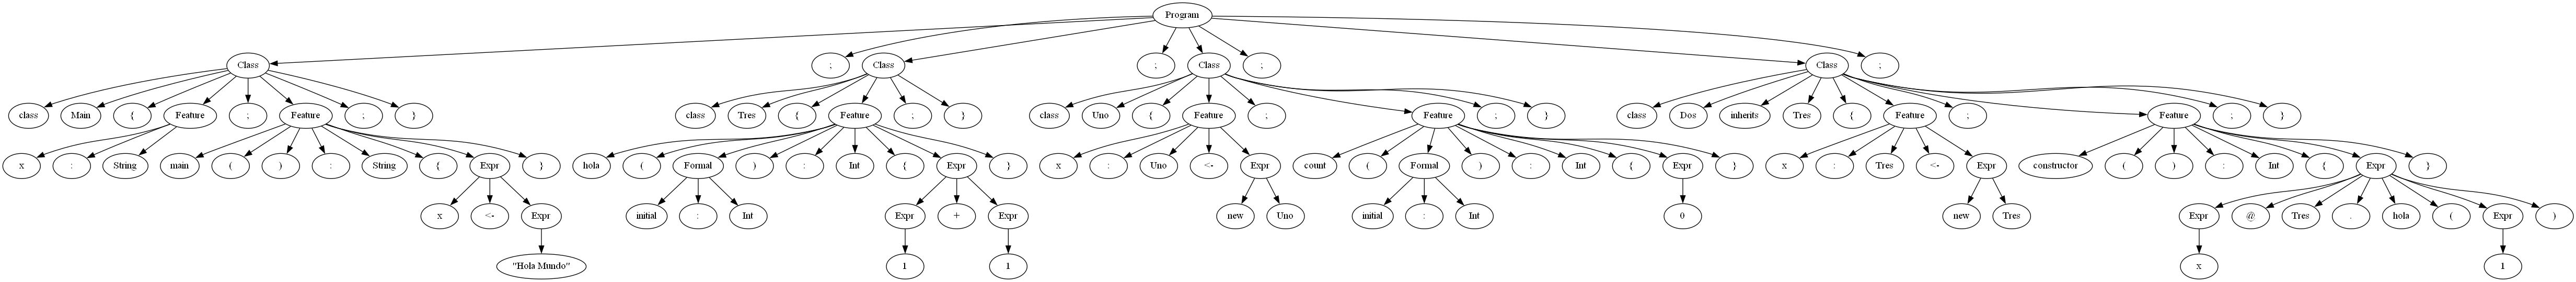 Program
Class ; Class ; Class ; Class ;
class Main { Feature ; Feature ; } class Tres { Feature ; } class Uno { Feature ; Feature ; } class Dos inherits Tres { Feature ; Feature ; }
x : String main ( ) : String { Expr } hola ( Formal ) : Int { Expr } x : Uno <- Expr count ( Formal ) : Int { Expr } x : Tres <- Expr constructor ( ) : Int { Expr }
x <- Expr initial : Int Expr + Expr new Uno initial : Int 0 new Tres Expr @ Tres . hola ( Expr )
"Hola Mundo" 1 1 x 1